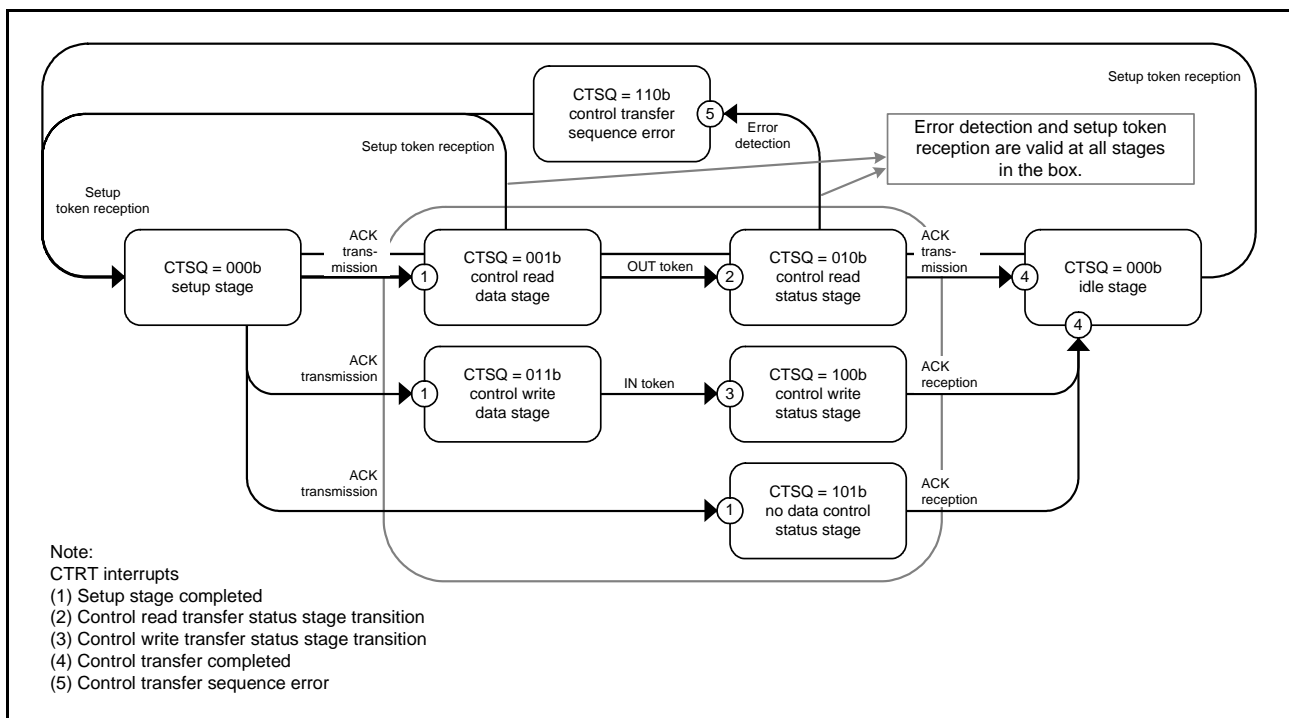 Setup token reception
CTSQ = 110b
control transfer
sequence error
5
Error
detection
Setup token reception
Error detection and setup token
reception are valid at all stages
in the box.
Setup
token reception
CTSQ = 000b
setup stage
ACK
trans-
mission
1
CTSQ = 001b
control read
data stage
OUT token
2
CTSQ = 010b
control read
status stage
ACK
trans-
mission
4
CTSQ = 000b
idle stage
4
ACK
transmission
1
CTSQ = 011b
control write
data stage
IN token
3
CTSQ = 100b
control write
status stage
ACK
reception
ACK
transmission
1
CTSQ = 101b
no data control
status stage
ACK
reception
Note:
CTRT interrupts
(1) Setup stage completed
(2) Control read transfer status stage transition
(3) Control write transfer status stage transition
(4) Control transfer completed
(5) Control transfer sequence error